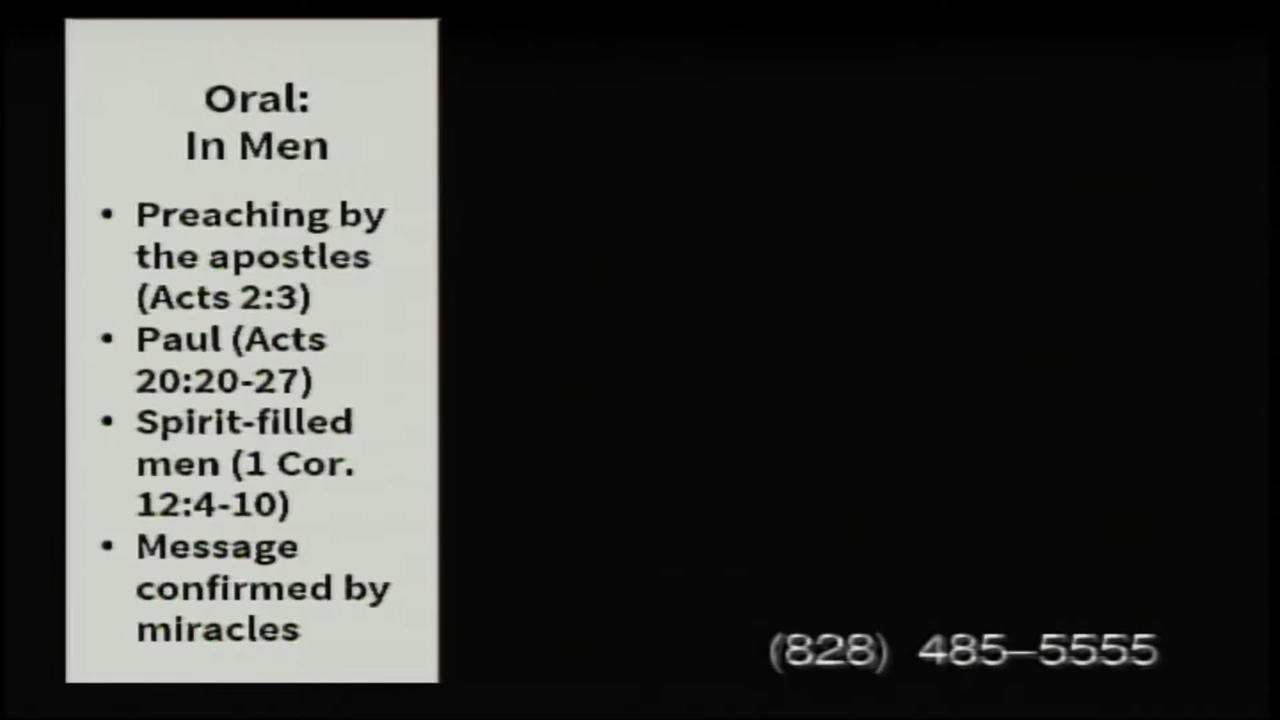 Oral:
In Men
• Preaching by
the apostles
(Acts 2:3)
• Paul (Acts
20:20-27)
• Spirit-filled
men (1 Cor.
12:4-10)
• Message
confirmed by
miracles
(828) 485–5555